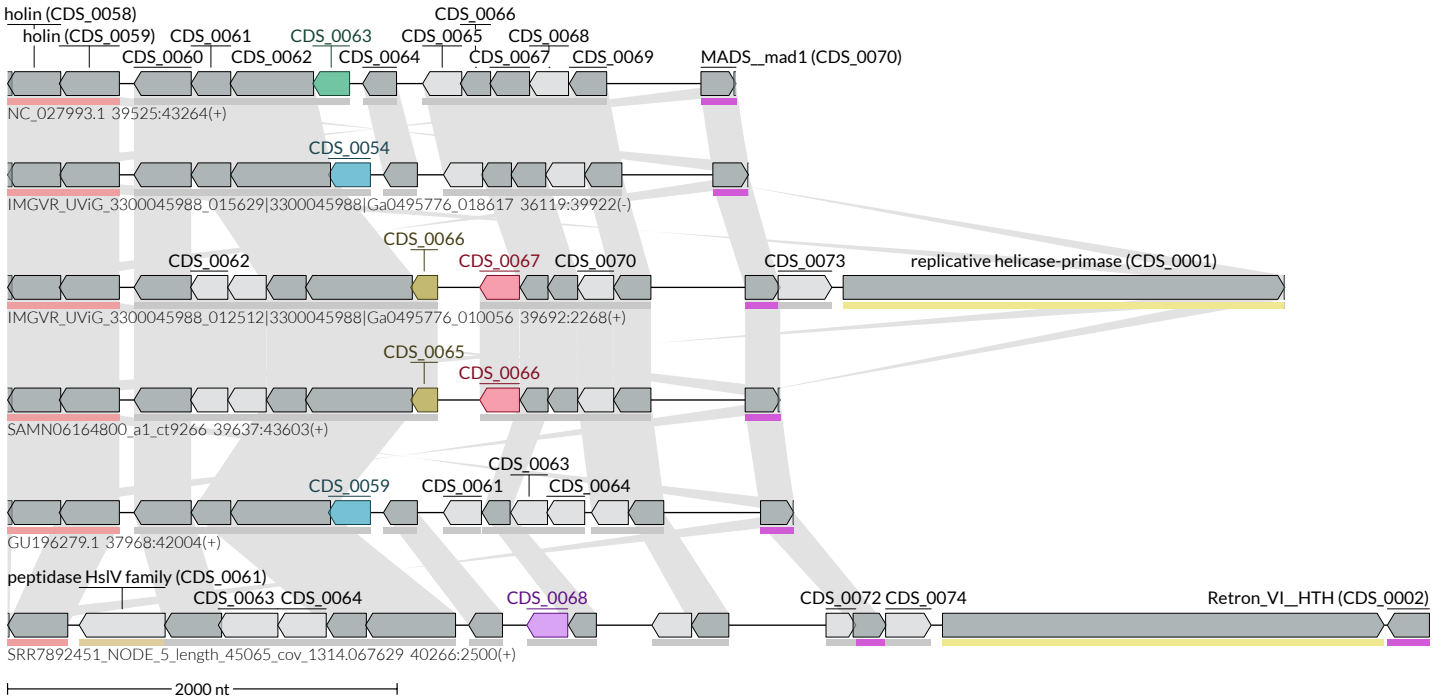 holin (CDS_0058) CDS_0066
holin (CDS_0059) CDS_0061 CDS_0063 CDS_0065 CDS_0068
CDS_0060 CDS_0062 CDS_0064 CDS_0067 CDS_0069 MADS_mad1 (CDS_0070)
NC_027993.1 39525:43264(+)
CDS_0054
IMGVR_UViG_3300045988_015629|3300045988|Ga0495776_018617 36119:39922(-)
CDS_0066
CDS_0062 CDS_0067 CDS_0070 CDS_0073 replicative helicase-primase (CDS_0001)
IMGVR_UViG_3300045988_012512|3300045988|Ga0495776_010056 39692:2268(+)
CDS_0065
CDS_0066
SAMN06164800_a1_ct9266 39637:43603(+)
CDS_0063
CDS_0059 CDS_0061 CDS_0064
GU196279.1 37968:42004(+)
peptidase HslV family (CDS_0061)
CDS_0063 CDS_0064 CDS_0068 CDS_0072 CDS_0074 Retron_VI__HTH (CDS_0002)
SRR7892451_NODE_5_length_45065_cov_1314.067629 40266:2500(+)
2000 nt